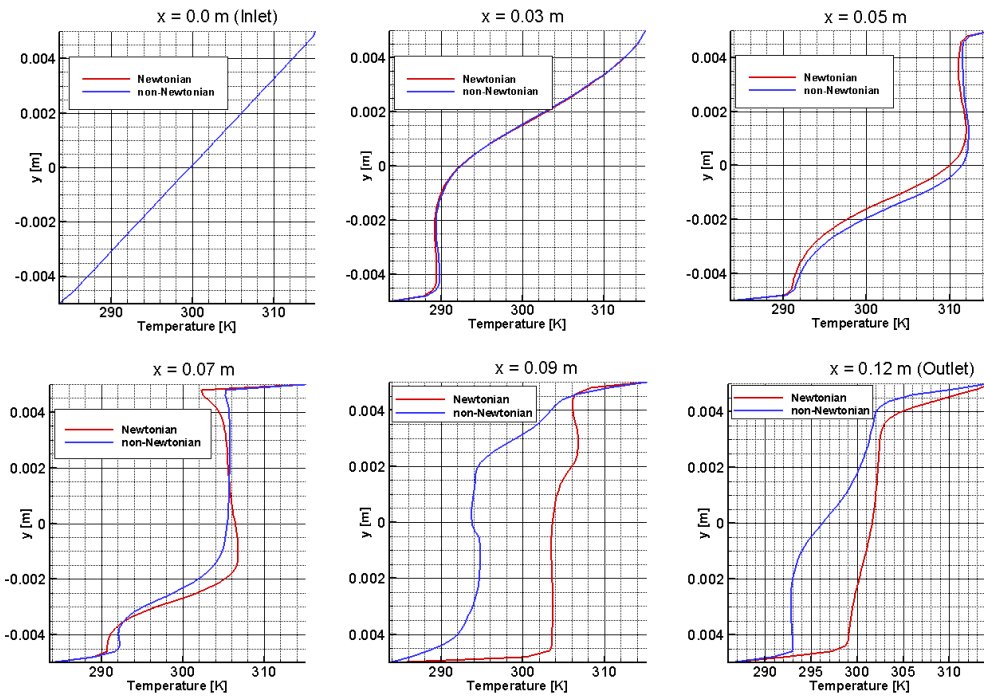 x = 0.0 m (Inlet)
0.004
0.002
0
-0.002
-0.004
y [m]
Newtonian
non-Newtonian
290
300
310
Temperature [K]
x = 0.03 m
0.004
0.002
0
-0.002
-0.004
y [m]
Newtonian
non-Newtonian
290
300
310
Temperature [K]
x = 0.05 m
0.004
0.002
0
-0.002
-0.004
y [m]
Newtonian
non-Newtonian
290
300
310
Temperature [K]
x = 0.07 m
0.004
0.002
0
-0.002
-0.004
y [m]
Newtonian
non-Newtonian
290
300
310
Temperature [K]
x = 0.09 m
0.004
0.002
0
0.002
0.004
y [m]
Newtonian
non-Newtonian
290
300
310
Temperature [K]
x = 0.12 m (Outlet)
0.004
0.002
0
0.002
0.004
y [m]
Newtonian
non-Newtonian
290
295
300
305
310
Temperature [K]